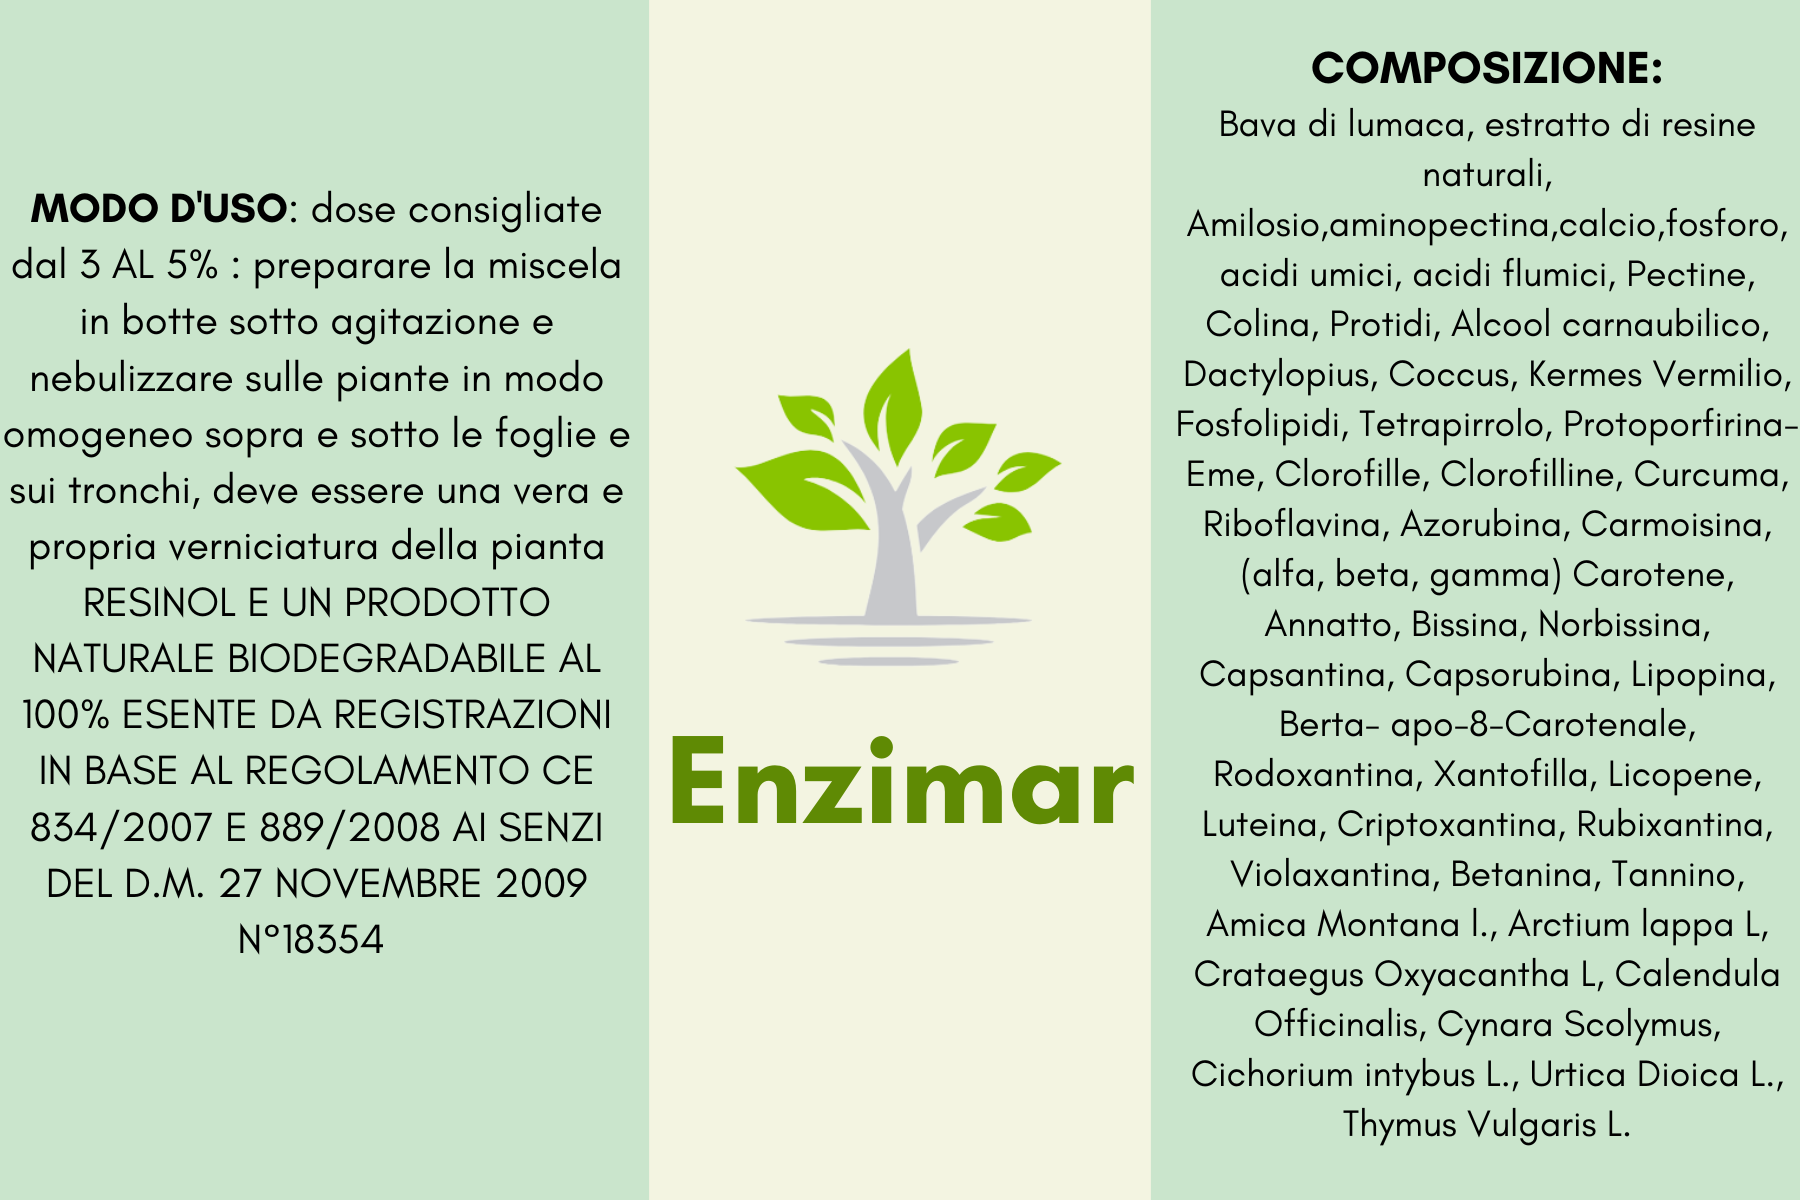 MODO D'USO: dose consigliate
dal 3 AL 5% : preparare la miscela
in botte sotto agitazione e
nebulizzare sulle piante in modo
omogeneo sopra e sotto le foglie e
sui tronchi, deve essere una vera e
propria verniciatura della pianta
RESINOL E UN PRODOTTO
NATURALE BIODEGRADABILE AL
100% ESENTE DA REGISTRAZIONI
IN BASE AL REGOLAMENTO CE
834/2007 E 889/2008 AI SENZI
DEL D.M. 27 NOVEMBRE 2009
N°18354
Enzimar
COMPOSIZIONE:
Bava di lumaca, estratto di resine
naturali,
Amilosio,aminopectina,calcio,fosforo,
acidi umici, acidi flumici, Pectine,
Colina, Protidi, Alcool carnaubilico,
Dactylopius, Coccus, Kermes Vermilio,
Fosfolipidi, Tetrapirrolo, Protoporfirina-
Eme, Clorofille, Clorofilline, Curcuma,
Riboflavina, Azorubina, Carmoisina,
(alfa, beta, gamma) Carotene,
Annatto, Bissina, Norbissina,
Capsantina, Capsorubina, Lipopina,
Berta- apo-8-Carotenale,
Rodoxantina, Xantofilla, Licopene,
Luteina, Criptoxantina, Rubixantina,
Violaxantina, Betanina, Tannino,
Amica Montana l., Arctium lappa L,
Crataegus Oxyacantha L, Calendula
Officinalis, Cynara Scolymus,
Cichorium intybus L., Urtica Dioica L.,
Thymus Vulgaris L.